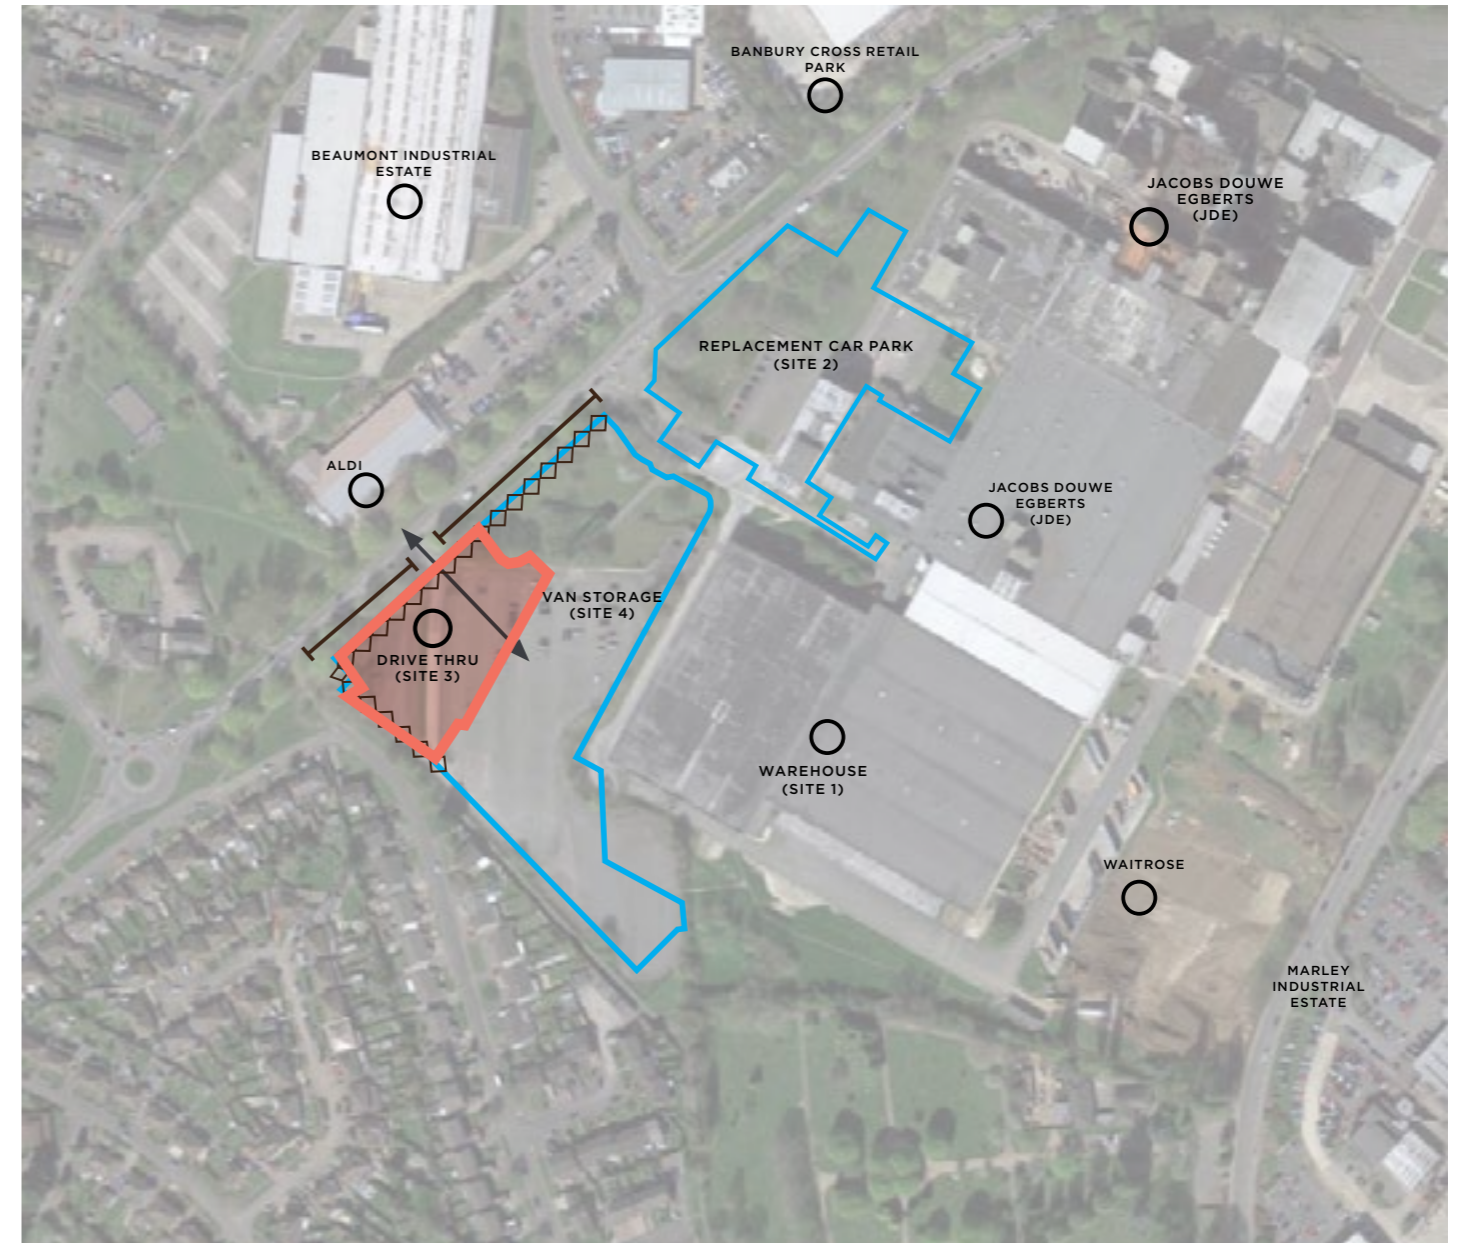 BANBURY CROSS RETAIL
PARK
BEAUMONT INDUSTRIAL
ESTATE
JACOBS DOUWE
EGBERTS
(JDE)
REPLACEMENT CAR PARK
(SITE 2)
ALDI
JACOBS DOUWE
EGBERTS
(JDE)
VAN STORAGE
(SITE 4)
DRIVE THRU
(SITE 3)
WAREHOUSE
(SITE 1)
WAITROSE
MARLEY
INDUSTRIAL
ESTATE